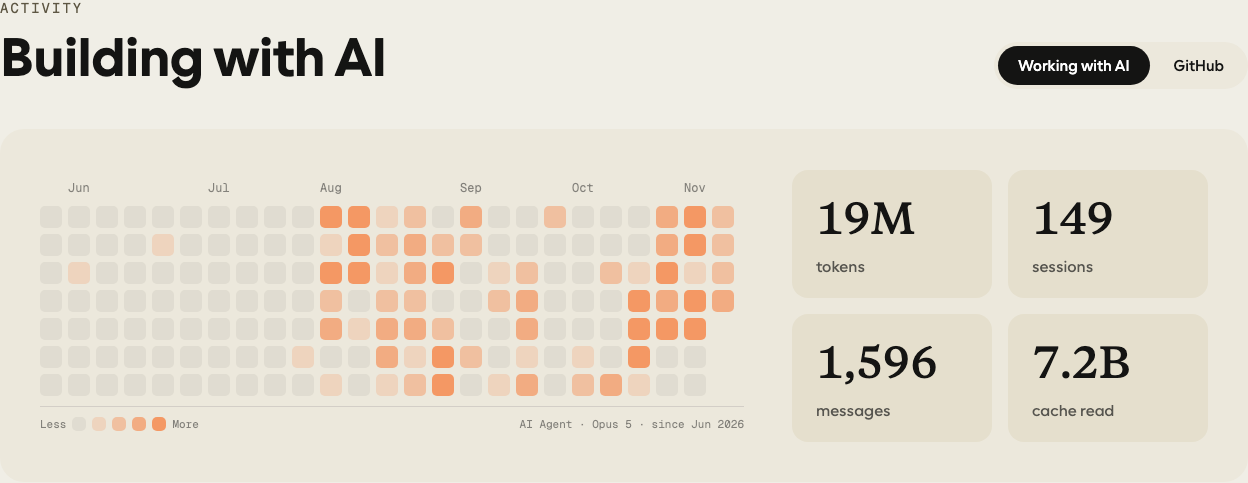 ACTIVITY
Building with AI
Working with AI
GitHub
Jun Jul Aug Sep Oct Nov
19M
tokens
149
sessions
1,596
messages
7.2B
cache read
Less More
AI Agent · Opus 5 · since Jun 2026